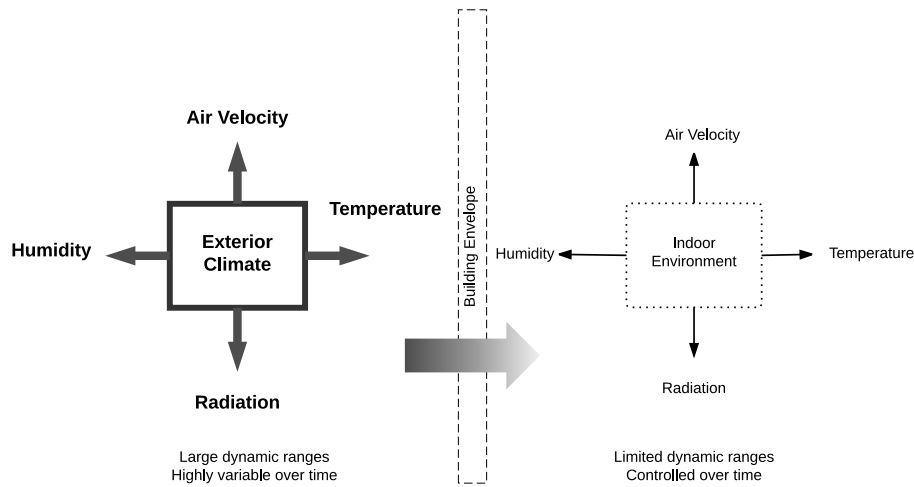 Air Velocity
Temperature
Humidity
Exterior
Climate
Radiation
Large dynamic ranges
Highly variable over time
Building Envelope
Air Velocity
Humidity
Indoor
Environment
Temperature
Radiation
Limited dynamic ranges
Controlled over time